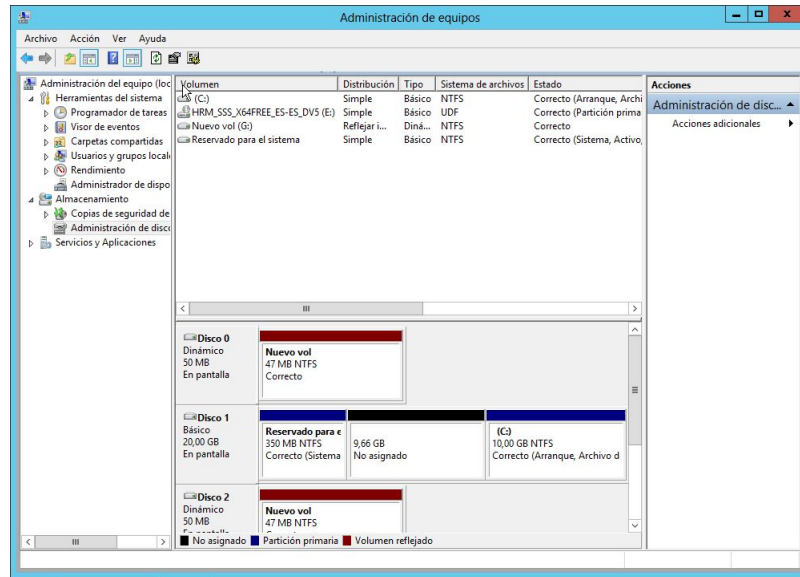 Administración de equipos
Archivo Acción Ver Ayuda
Administración del equipo (loc
Herramientas del sistema
Programador de tareas
Visor de eventos
Carpetas compartidas
Usuarios y grupos local
Rendimiento
Administrador de dispo
Almacenamiento
Copias de seguridad de
Administración de disco
Servicios y Aplicaciones
Volumen Distribución Tipo Sistema de archivos Estado
(C:) Simple Básico NTFS Correcto (Arranque, Archi
HRM_SSS_X64FREE_ES-ES_DV5 (E:) Simple Básico UDF Correcto (Partición prima
Nuevo vol (G:) Reflejar i... Diná... NTFS Correcto
Reservado para el sistema Simple Básico NTFS Correcto (Sistema, Activo,
Disco 0
Dinámico
50 MB
En pantalla
Nuevo vol
47 MB NTFS
Correcto
Disco 1
Básico
20,00 GB
En pantalla
Reservado para e
350 MB NTFS
Correcto (Sistema
9,66 GB
No asignado
(C:)
10,00 GB NTFS
Correcto (Arranque, Archivo d
Disco 2
Dinámico
50 MB
Nuevo vol
47 MB NTFS
No asignado Partición primaria Volumen reflejado
Acciones
Administración de disc...
Acciones adicionales